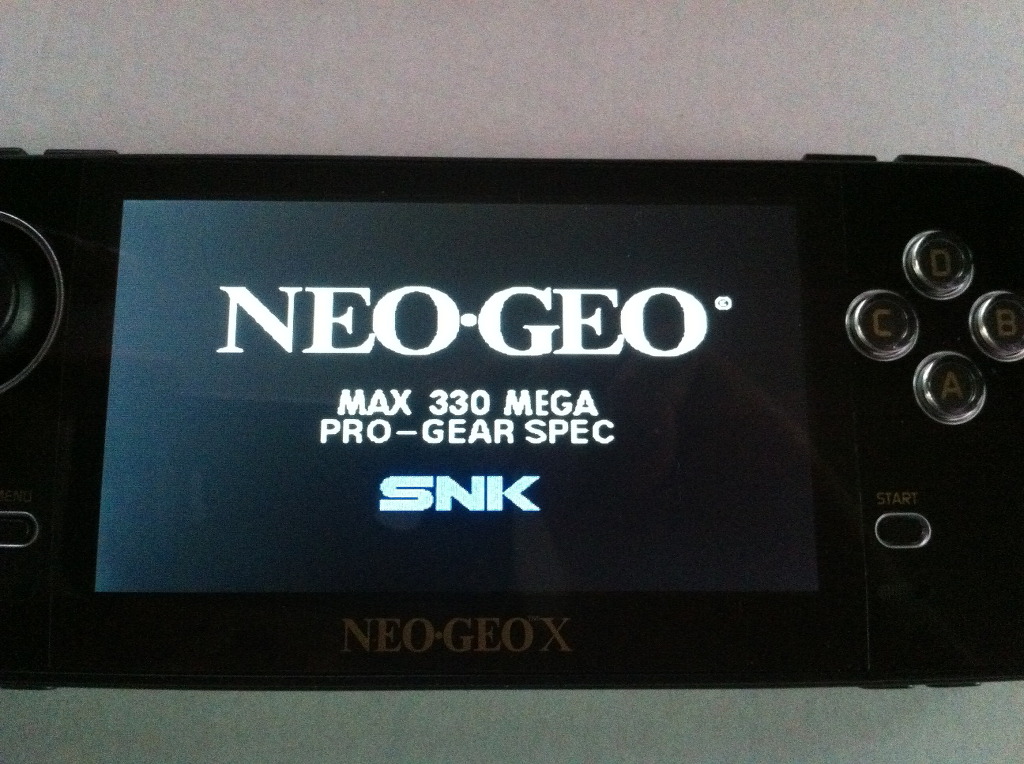 NEO•GEO©
MAX 330 MEGA
PRO-GEAR SPEC
SNK
NEO•GEO X
D
C
B
A
MENU
START